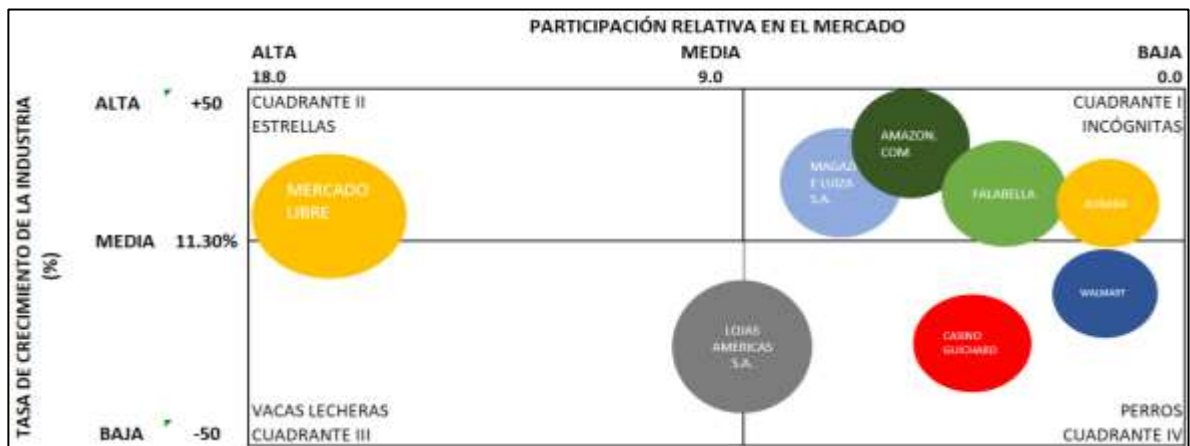 PARTICIPACIÓN RELATIVA EN EL MERCADO
ALTA MEDIA BAJA
18.0 9.0 0.0
TASA DE CRECIMIENTO DE LA INDUSTRIA
(%)
ALTA +50
CUADRANTE II
ESTRELLAS
CUADRANTE I
INCÓGNITAS
AMAZON.
COM
MAGAZ
E LUIZA
S.A.
FALABELLA
MERCADO
LIBRE
MEDIA 11.30%
WALMART
LOJAS
AMERICAS
S.A.
CASINO
GUICHARD
VACAS LECHERAS
CUADRANTE III
PERROS
CUADRANTE IV
BAJA -50